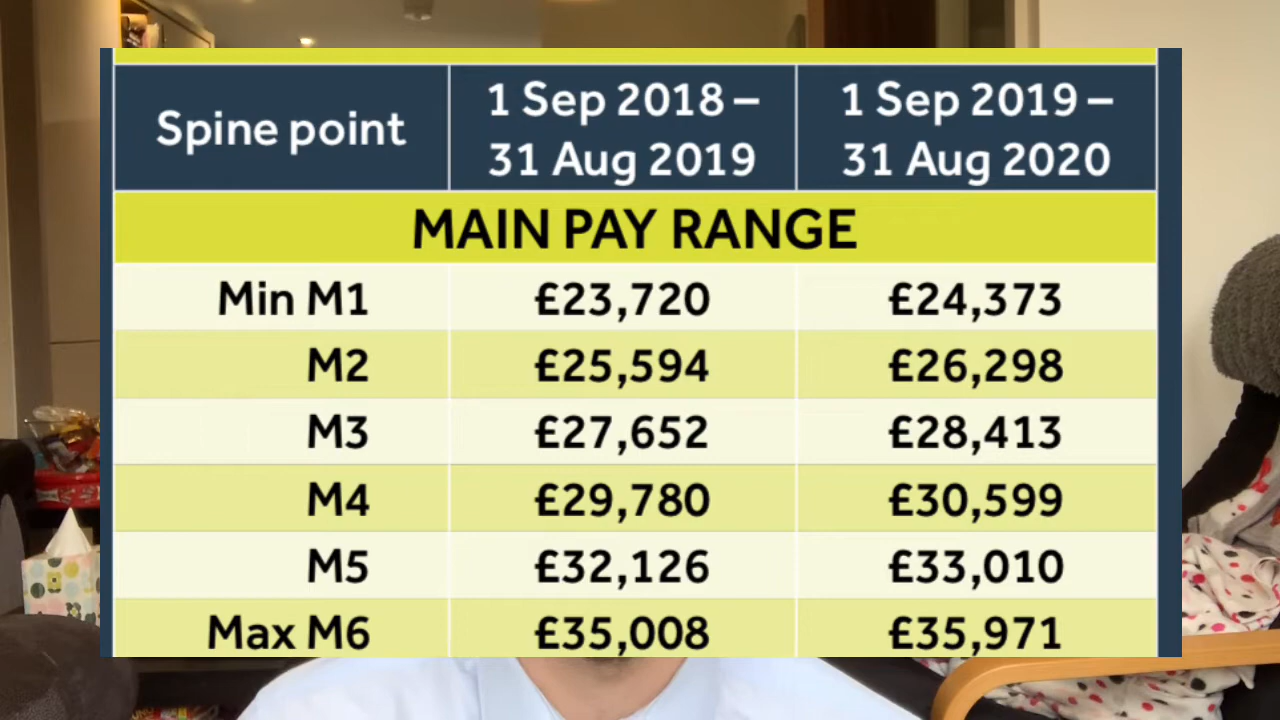 Spine point
1 Sep 2018 –
31 Aug 2019
1 Sep 2019 –
31 Aug 2020
MAIN PAY RANGE
Min M1 £23,720 £24,373
M2 £25,594 £26,298
M3 £27,652 £28,413
M4 £29,780 £30,599
M5 £32,126 £33,010
Max M6 £35,008 £35,971